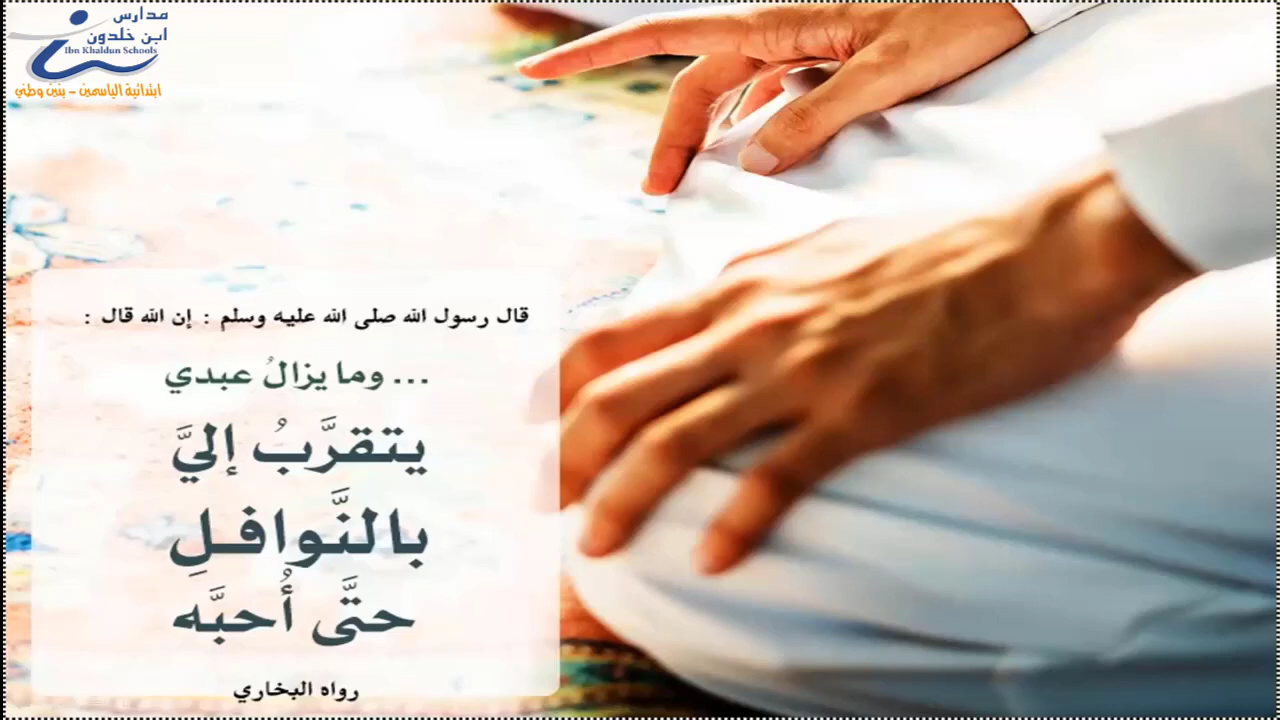 مدارس
ابن خلدون
Ibn Khaldun Schools
ابتدائية الياسمين - بنين وطني
قال رسول الله صلى الله عليه وسلم : إن الله قال :
... وما يزالُ عبدي
يتقرَّبُ إليَّ
بالنَّوافلِ
حتَّى أُحبَّه
رواه البخاري